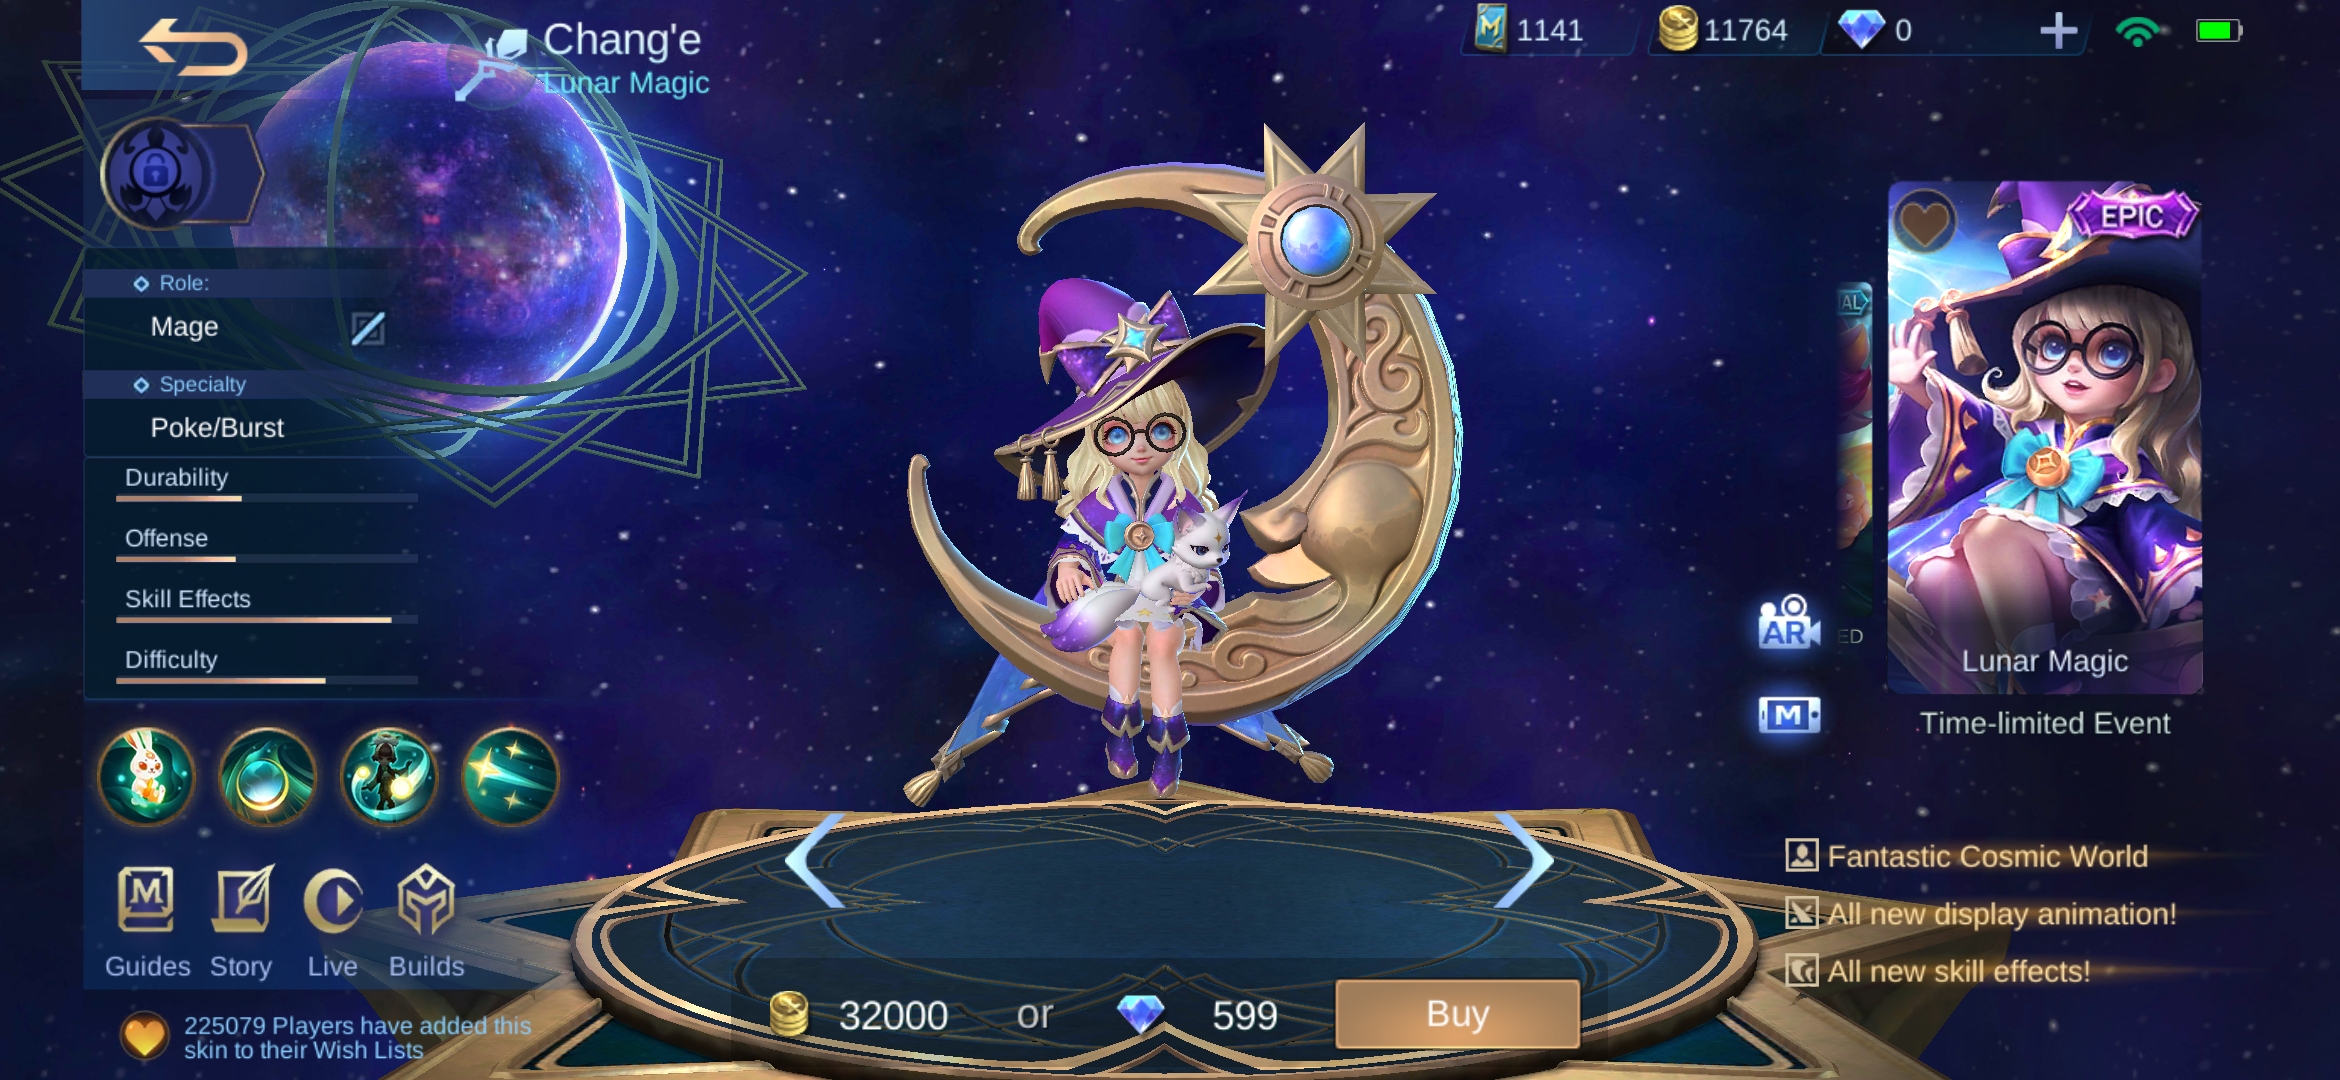 Chang'e
Lunar Magic
1141
11764
0
Role:
Mage
Specialty
Poke/Burst
Durability
Offense
Skill Effects
Difficulty
Guides
Story
Live
Builds
225079 Players have added this
skin to their Wish Lists
32000 or 599
Buy
EPIC
AL
ED
Lunar Magic
Time-limited Event
AR
M
Fantastic Cosmic World
All new display animation!
All new skill effects!